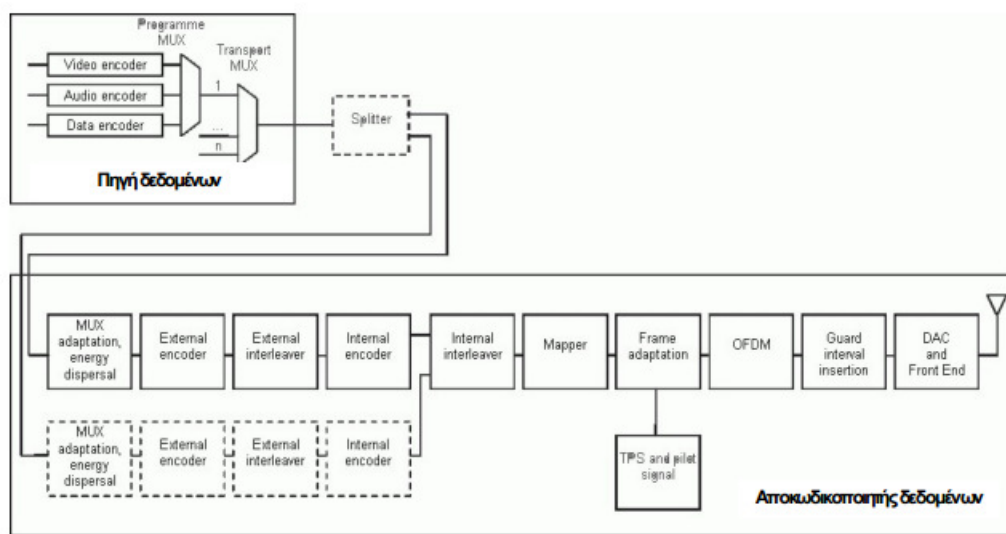 Programme
MUX
Transport
MUX
Video encoder
Audio encoder
Data encoder
1
...
n
Πηγή δεδομένων
Splitter
MUX
adaptation,
energy
dispersal
External
encoder
External
interleaver
Internal
encoder
Internal
interleaver
Mapper
Frame
adaptation
OFDM
Guard
interval
insertion
DAC
and
Front End
MUX
adaptation,
energy
dispersal
External
encoder
External
interleaver
Internal
encoder
TPS and pilot
signal
Αποκωδικοποιητής δεδομένων